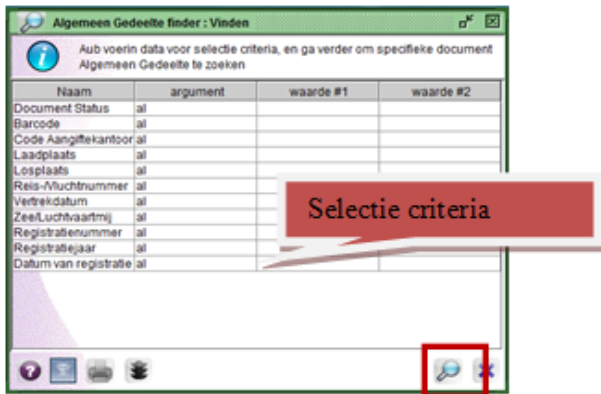 Algemeen Gedeelte finder : Vinden
Aub voerin data voor selectie criteria, en ga verder om specifieke document
Algemeen Gedeelte te zoeken
Naam argument waarde #1 waarde #2
Document Status al
Barcode al
Code Aangiftekantoor al
Laadplaats al
Losplaats al
Reis-/Vluchtnummer al
Vertrekdatum al
Zee/Luchtvaartmij al
Registratienummer al
Registratiejaar al
Datum van registratie al
Selectie criteria